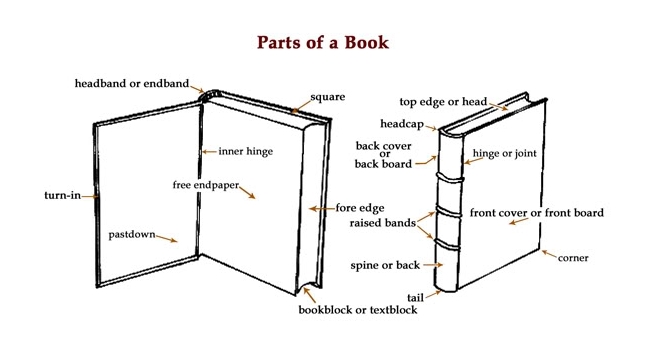 Parts of a Book
headband or endband
square
inner hinge
turn-in
free endpaper
fore edge
pastdown
bookblock or textblock
top edge or head
headcap
back cover
or
back board
hinge or joint
front cover or front board
raised bands
spine or back
corner
tail